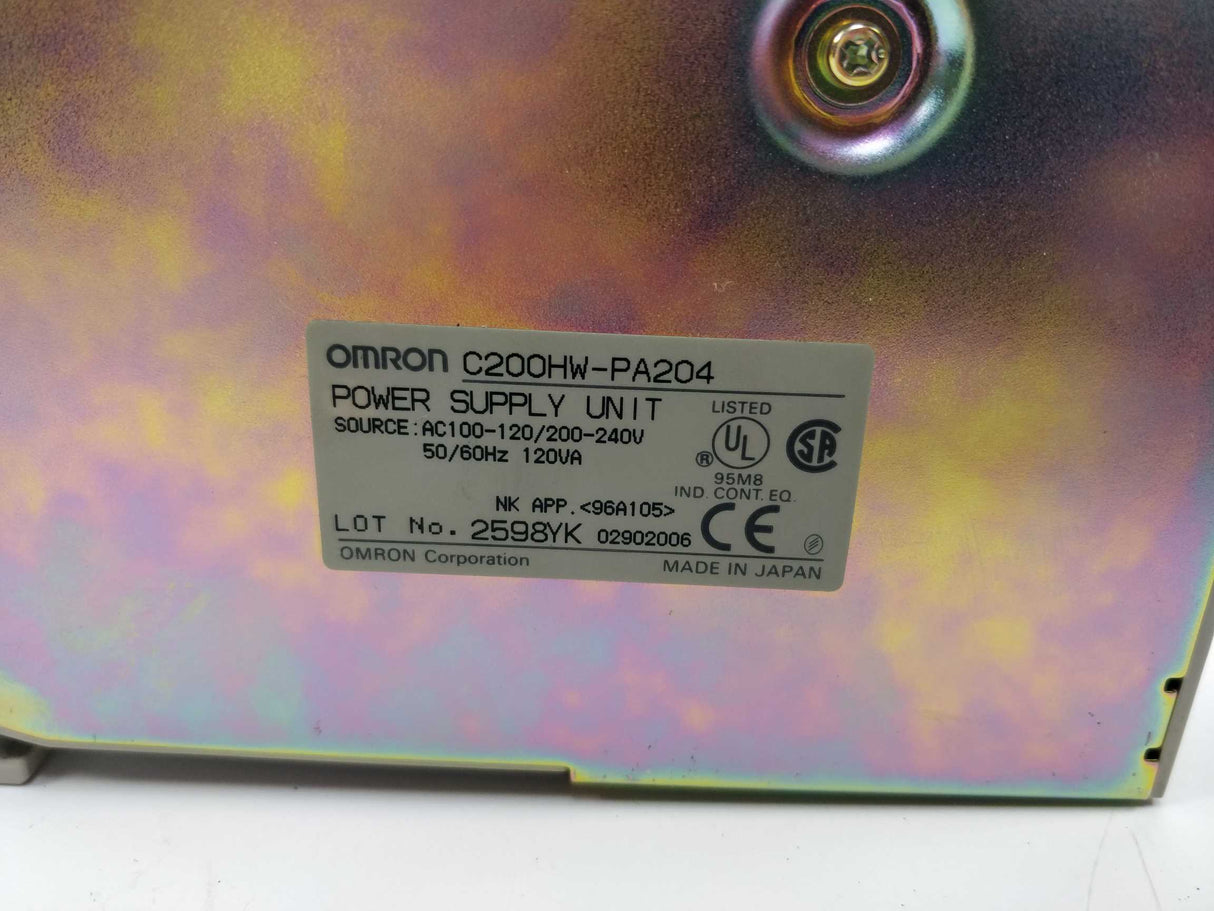 OMRON C200HW-PA204
POWER SUPPLY UNIT
SOURCE:AC100-120/200-240V
50/60Hz 120VA
LISTED
UL
®
SA
95M8
IND. CONT. EQ.
NK APP.<96A105>
LOT No. 2598YK 02902006 CE
OMRON Corporation MADE IN JAPAN